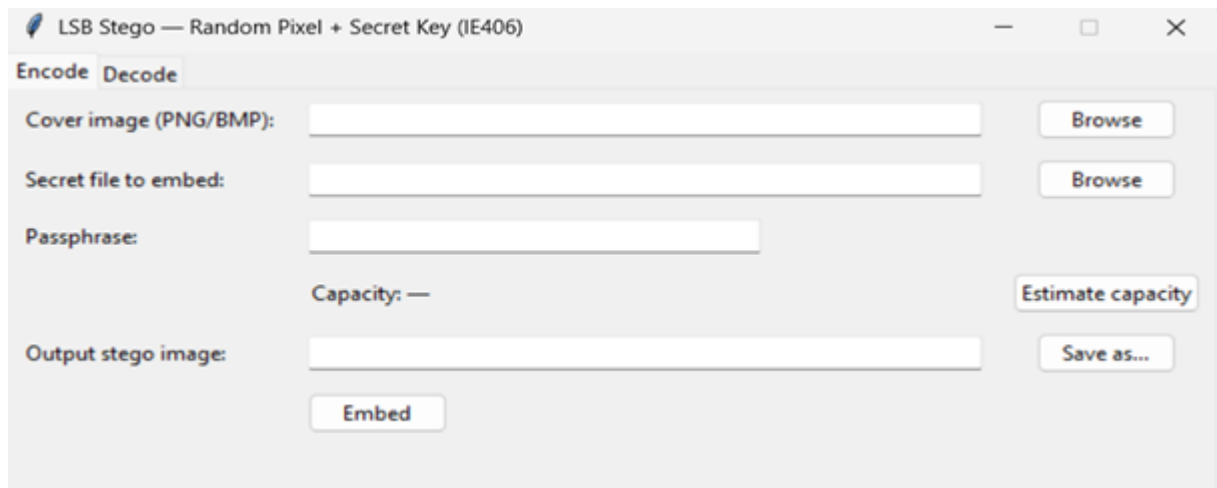 LSB Stego — Random Pixel + Secret Key (IE406)
Encode Decode
Cover image (PNG/BMP): Browse
Secret file to embed: Browse
Passphrase:
Capacity: — Estimate capacity
Output stego image: Save as...
Embed